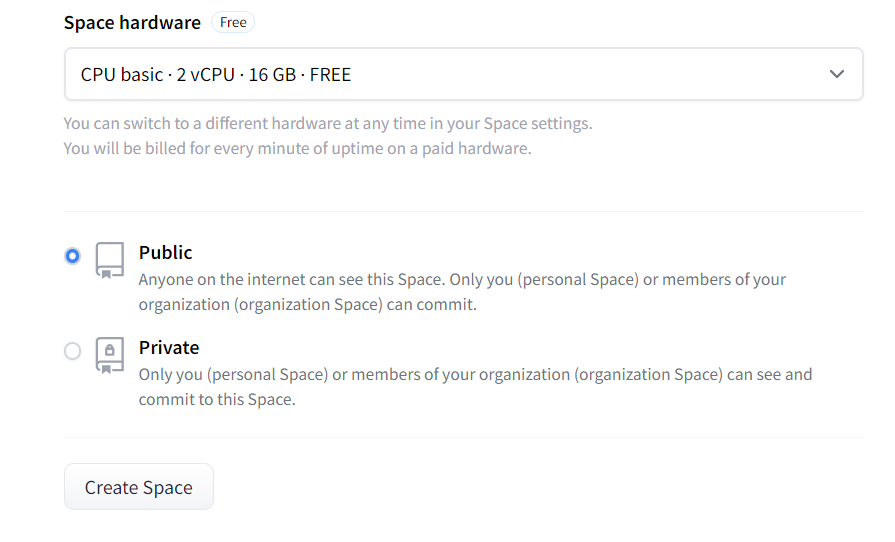 Space hardware Free
CPU basic · 2 vCPU · 16 GB · FREE
You can switch to a different hardware at any time in your Space settings.
You will be billed for every minute of uptime on a paid hardware.
Public
Anyone on the internet can see this Space. Only you (personal Space) or members of your
organization (organization Space) can commit.
Private
Only you (personal Space) or members of your organization (organization Space) can see and
commit to this Space.
Create Space